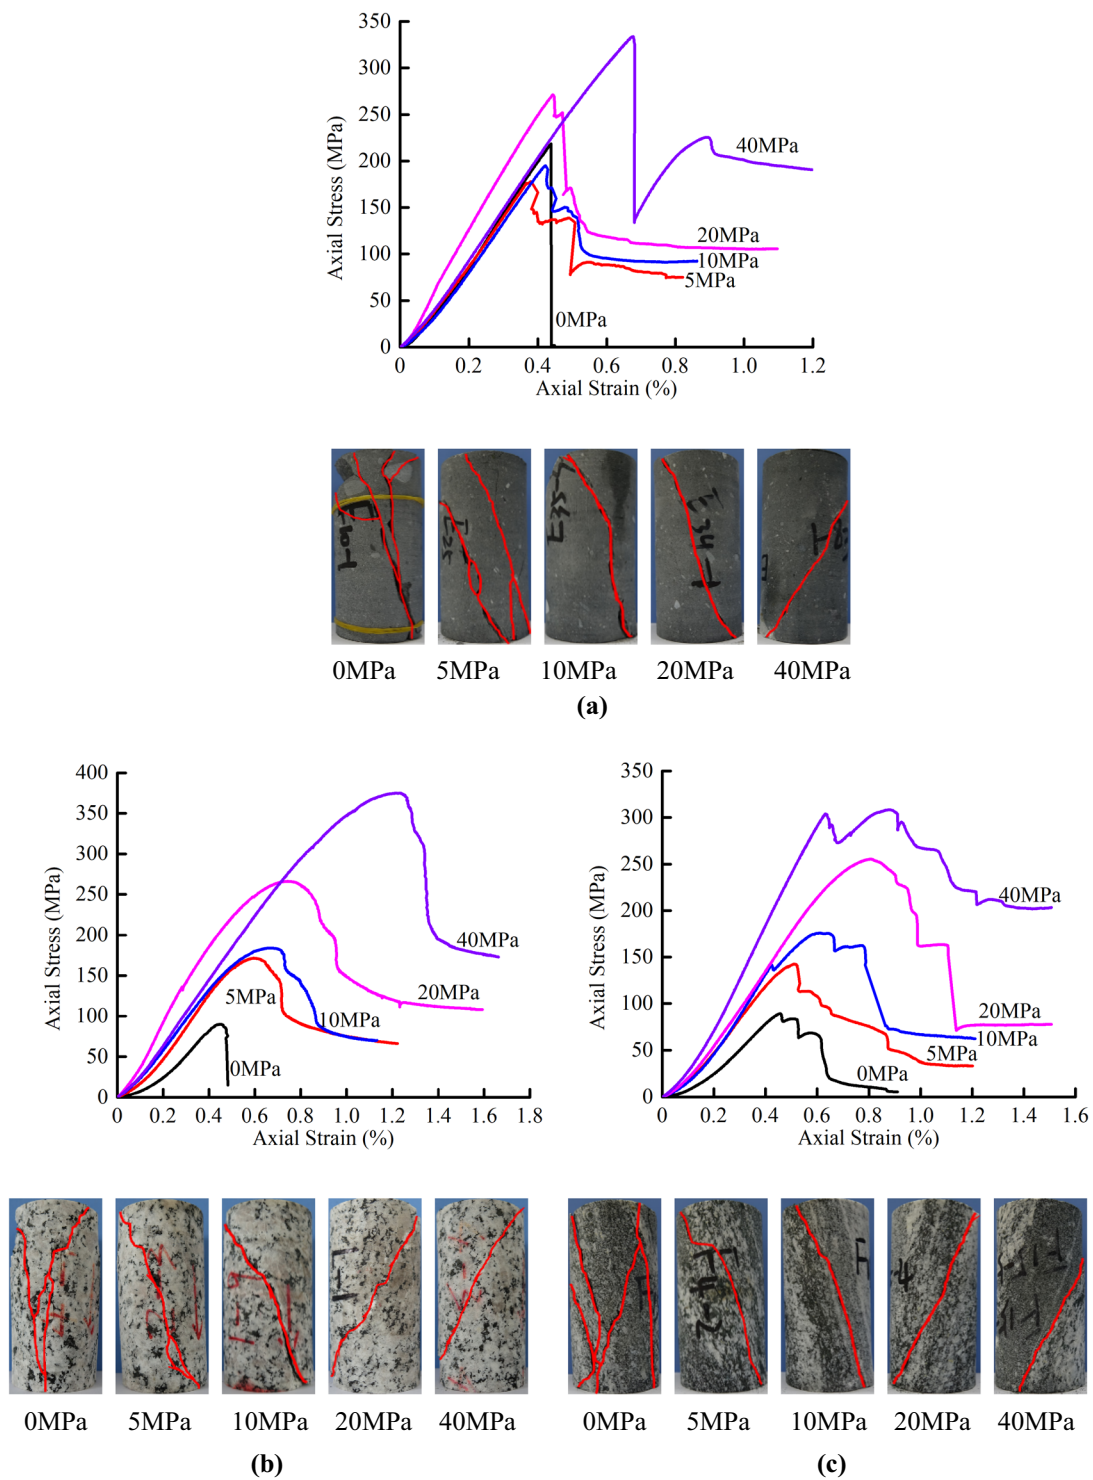 350
300
250
200
150
100
50
0
Axial Stress (MPa)
40MPa
20MPa
10MPa
5MPa
0MPa
0 0.2 0.4 0.6 0.8 1.0 1.2
Axial Strain (%)
E35-1
0MPa 5MPa 10MPa 20MPa 40MPa
(a)
400
350
300
250
200
150
100
50
0
Axial Stress (MPa)
40MPa
20MPa
5MPa
10MPa
0MPa
0 0.2 0.4 0.6 0.8 1.0 1.2 1.4 1.6 1.8
Axial Strain (%)
0MPa 5MPa 10MPa 20MPa 40MPa
(b)
350
300
250
200
150
100
50
0
Axial Stress (MPa)
40MPa
20MPa
10MPa
5MPa
0MPa
0 0.2 0.4 0.6 0.8 1.0 1.2 1.4 1.6
Axial Strain (%)
0MPa 5MPa 10MPa 20MPa 40MPa
(c)